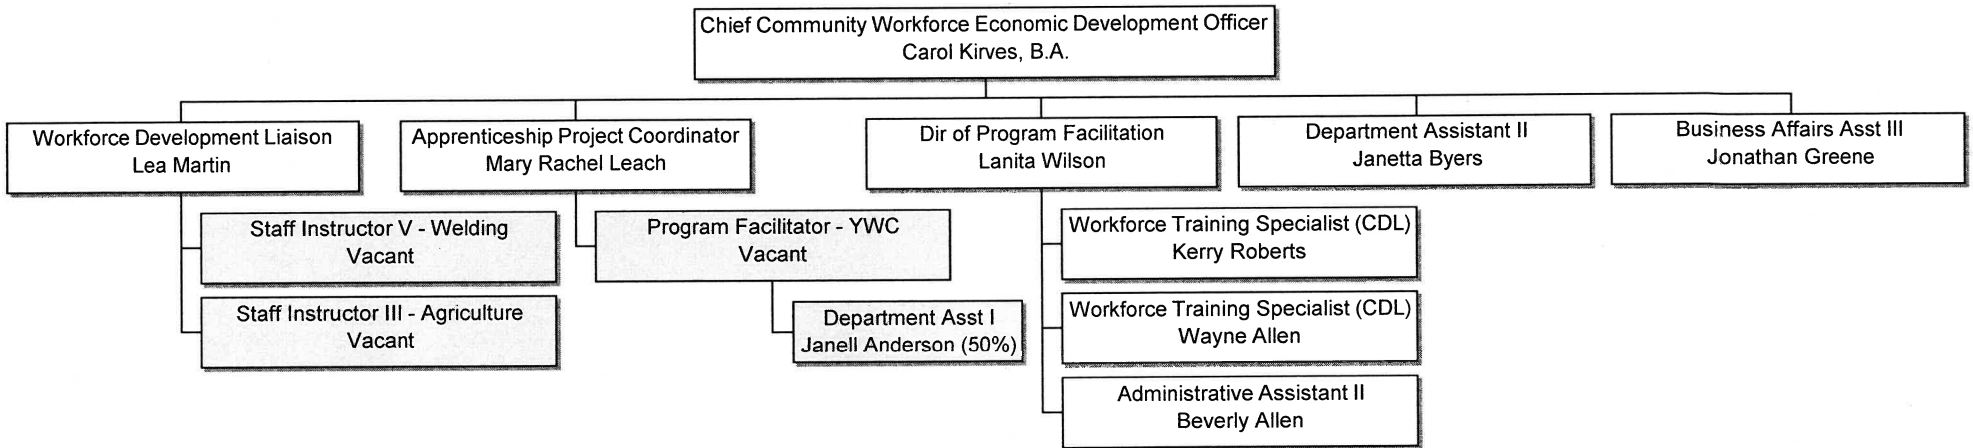 Chief Community Workforce Economic Development Officer
Carol Kirves, B.A.
Workforce Development Liaison
Lea Martin
Apprenticeship Project Coordinator
Mary Rachel Leach
Dir of Program Facilitation
Lanita Wilson
Department Assistant II
Janetta Byers
Business Affairs Asst III
Jonathan Greene
Staff Instructor V - Welding
Vacant
Staff Instructor III - Agriculture
Vacant
Program Facilitator - YWC
Vacant
Department Asst I
Janell Anderson (50%)
Workforce Training Specialist (CDL)
Kerry Roberts
Workforce Training Specialist (CDL)
Wayne Allen
Administrative Assistant II
Beverly Allen